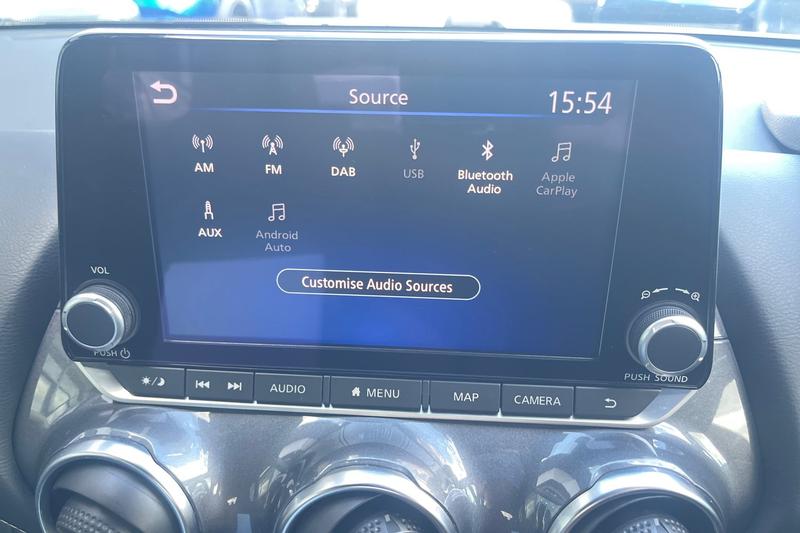 Source
15:54
AM
FM
DAB
USB
Bluetooth
Audio
Apple
CarPlay
AUX
Android
Auto
Customise Audio Sources
VOL
PUSH
PUSH SOUND
AUDIO
MENU
MAP
CAMERA